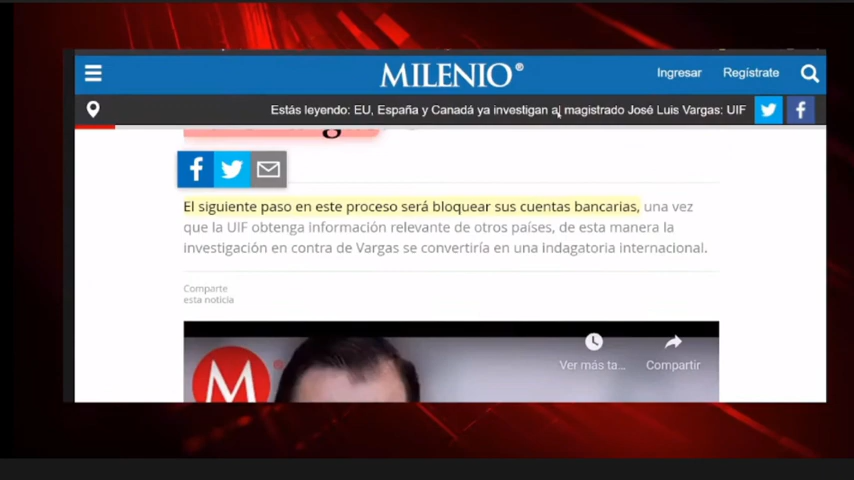 MILENIO®
Ingresar
Regístrate
Estás leyendo: EU, España y Canadá ya investigan al magistrado José Luis Vargas: UIF
El siguiente paso en este proceso será bloquear sus cuentas bancarias, una vez
que la UIF obtenga información relevante de otros países, de esta manera la
investigación en contra de Vargas se convertiría en una indagatoria internacional.
Comparte
esta noticia
M®
Ver más ta...
Compartir